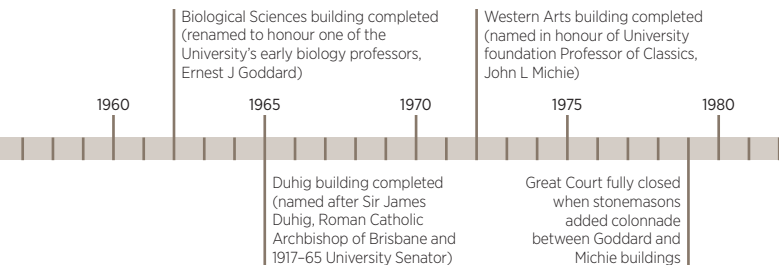 Biological Sciences building completed
(renamed to honour one of the
University’s early biology professors,
Ernest J Goddard)
Western Arts building completed
(named in honour of University
foundation Professor of Classics,
John L Michie)
1960
1965
1970
1975
1980
Duhig building completed
(named after Sir James
Duhig, Roman Catholic
Archbishop of Brisbane and
1917–65 University Senator)
Great Court fully closed
when stonemasons
added colonnade
between Goddard and
Michie buildings